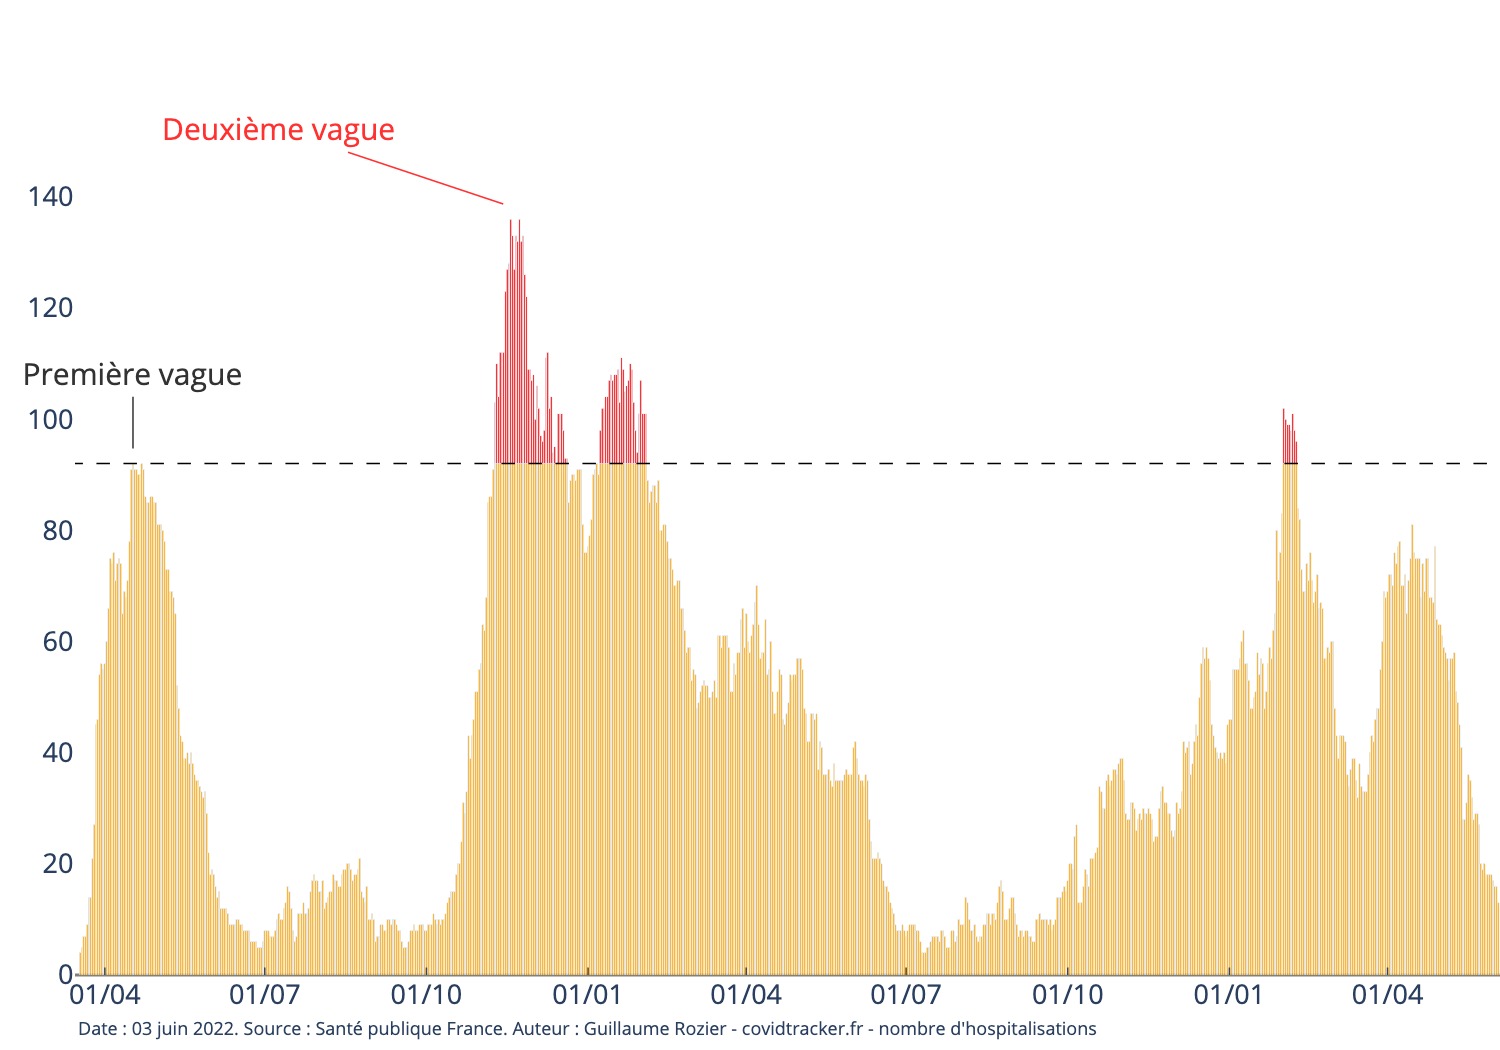 Deuxième vague
140
120
Première vague
100
80
60
40
20
0
01/04 01/07 01/10 01/01 01/04 01/07 01/10 01/01 01/04
Date : 03 juin 2022. Source : Santé publique France. Auteur : Guillaume Rozier - covidtracker.fr - nombre d'hospitalisations